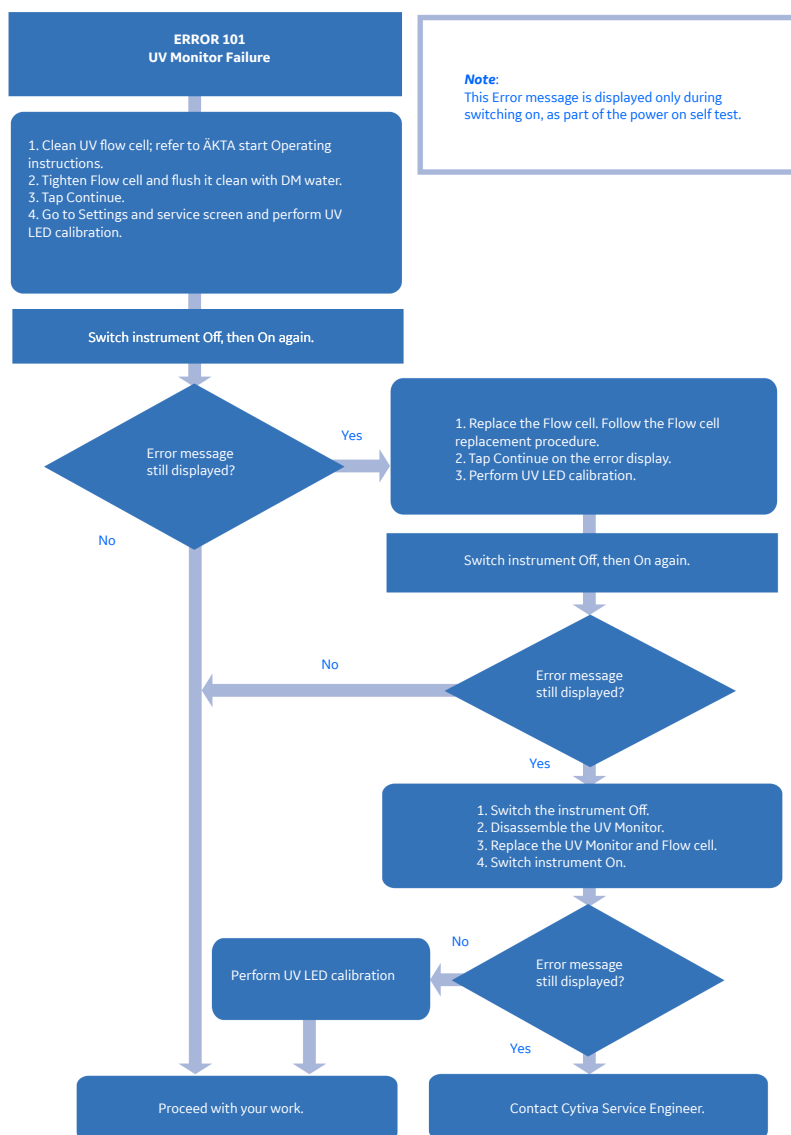 ERROR 101
UV Monitor Failure
Note:
This Error message is displayed only during
switching on, as part of the power on self test.
1. Clean UV flow cell; refer to ÄKTA start Operating
instructions.
2. Tighten Flow cell and flush it clean with DM water.
3. Tap Continue.
4. Go to Settings and service screen and perform UV
LED calibration.
Switch instrument Off, then On again.
Error message
still displayed?
Yes
1. Replace the Flow cell. Follow the Flow cell
replacement procedure.
2. Tap Continue on the error display.
3. Perform UV LED calibration.
No
Switch instrument Off, then On again.
No
Error message
still displayed?
Yes
1. Switch the instrument Off.
2. Disassemble the UV Monitor.
3. Replace the UV Monitor and Flow cell.
4. Switch instrument On.
No
Error message
still displayed?
Perform UV LED calibration
Yes
Proceed with your work.
Contact Cytiva Service Engineer.